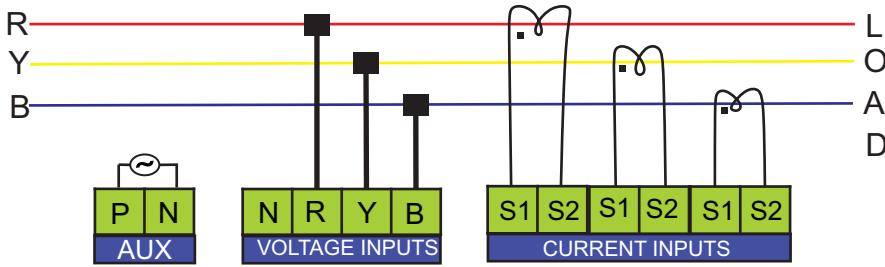 R L
Y O
B A
D
P N N R Y B S1 S2 S1 S2 S1 S2
AUX VOLTAGE INPUTS CURRENT INPUTS